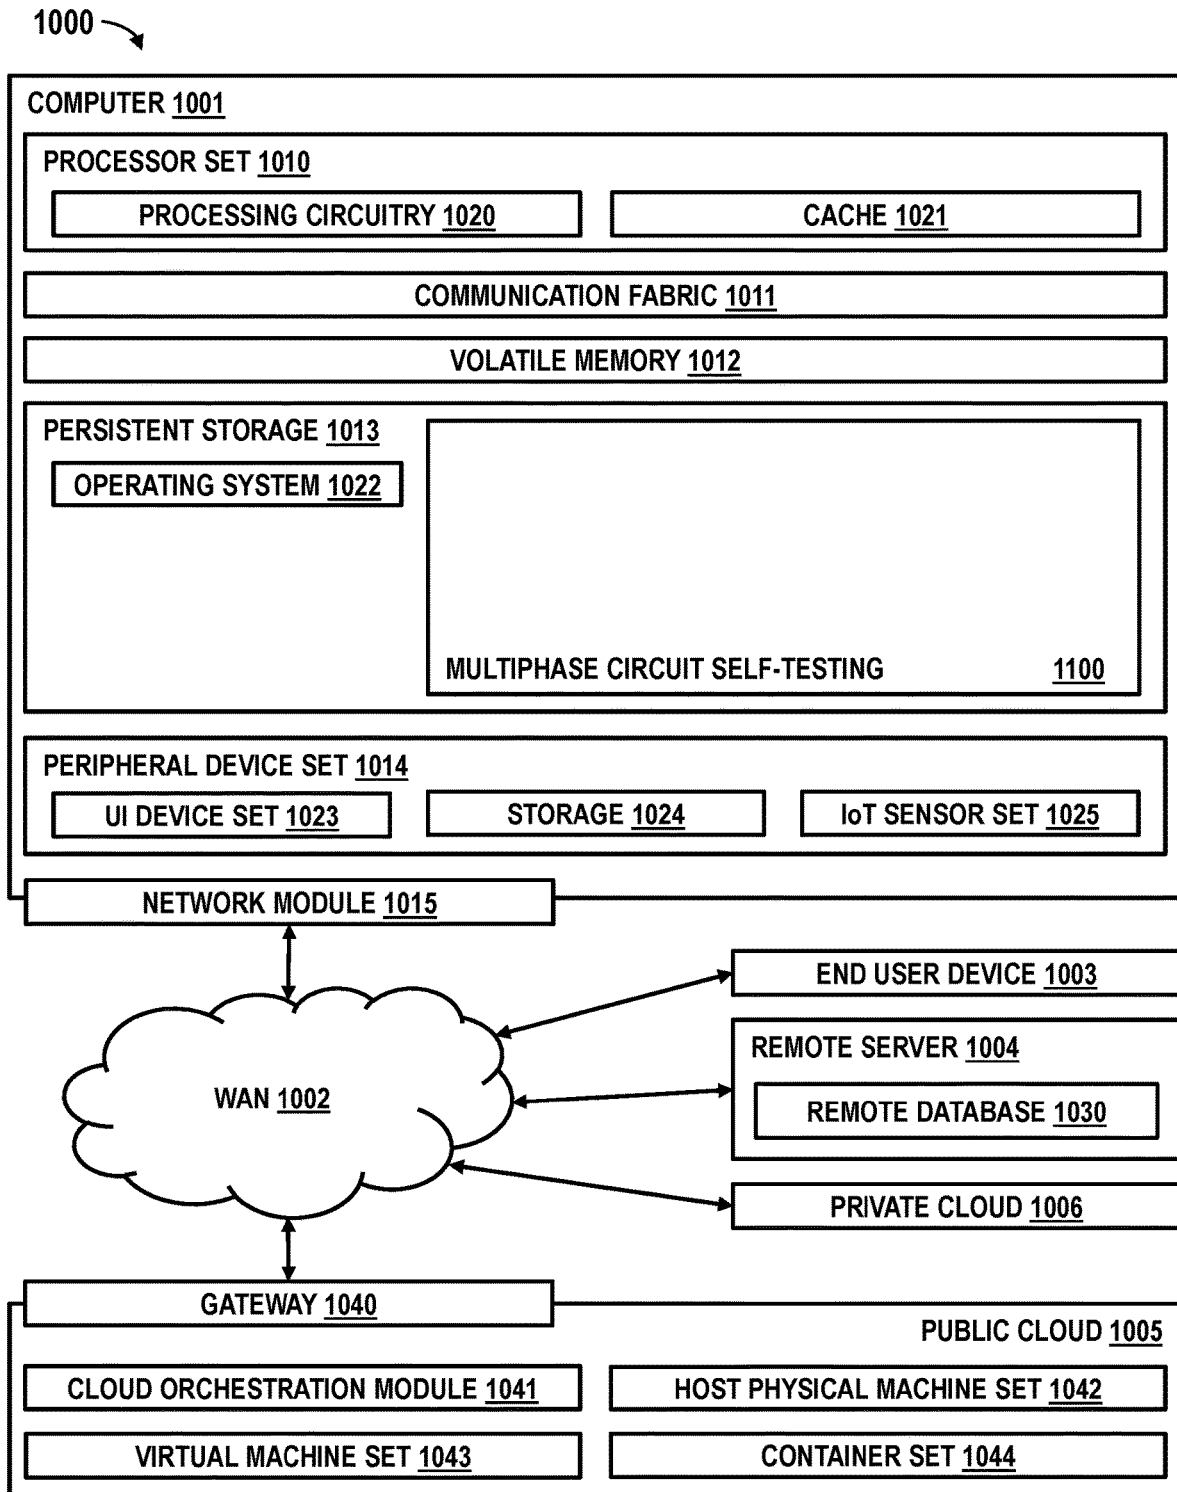 1000
COMPUTER 1001
PROCESSOR SET 1010
PROCESSING CIRCUITRY 1020
CACHE 1021
COMMUNICATION FABRIC 1011
VOLATILE MEMORY 1012
PERSISTENT STORAGE 1013
OPERATING SYSTEM 1022
MULTIPHASE CIRCUIT SELF-TESTING 1100
PERIPHERAL DEVICE SET 1014
UI DEVICE SET 1023
STORAGE 1024
IoT SENSOR SET 1025
NETWORK MODULE 1015
END USER DEVICE 1003
REMOTE SERVER 1004
WAN 1002
REMOTE DATABASE 1030
PRIVATE CLOUD 1006
GATEWAY 1040
PUBLIC CLOUD 1005
CLOUD ORCHESTRATION MODULE 1041
HOST PHYSICAL MACHINE SET 1042
VIRTUAL MACHINE SET 1043
CONTAINER SET 1044